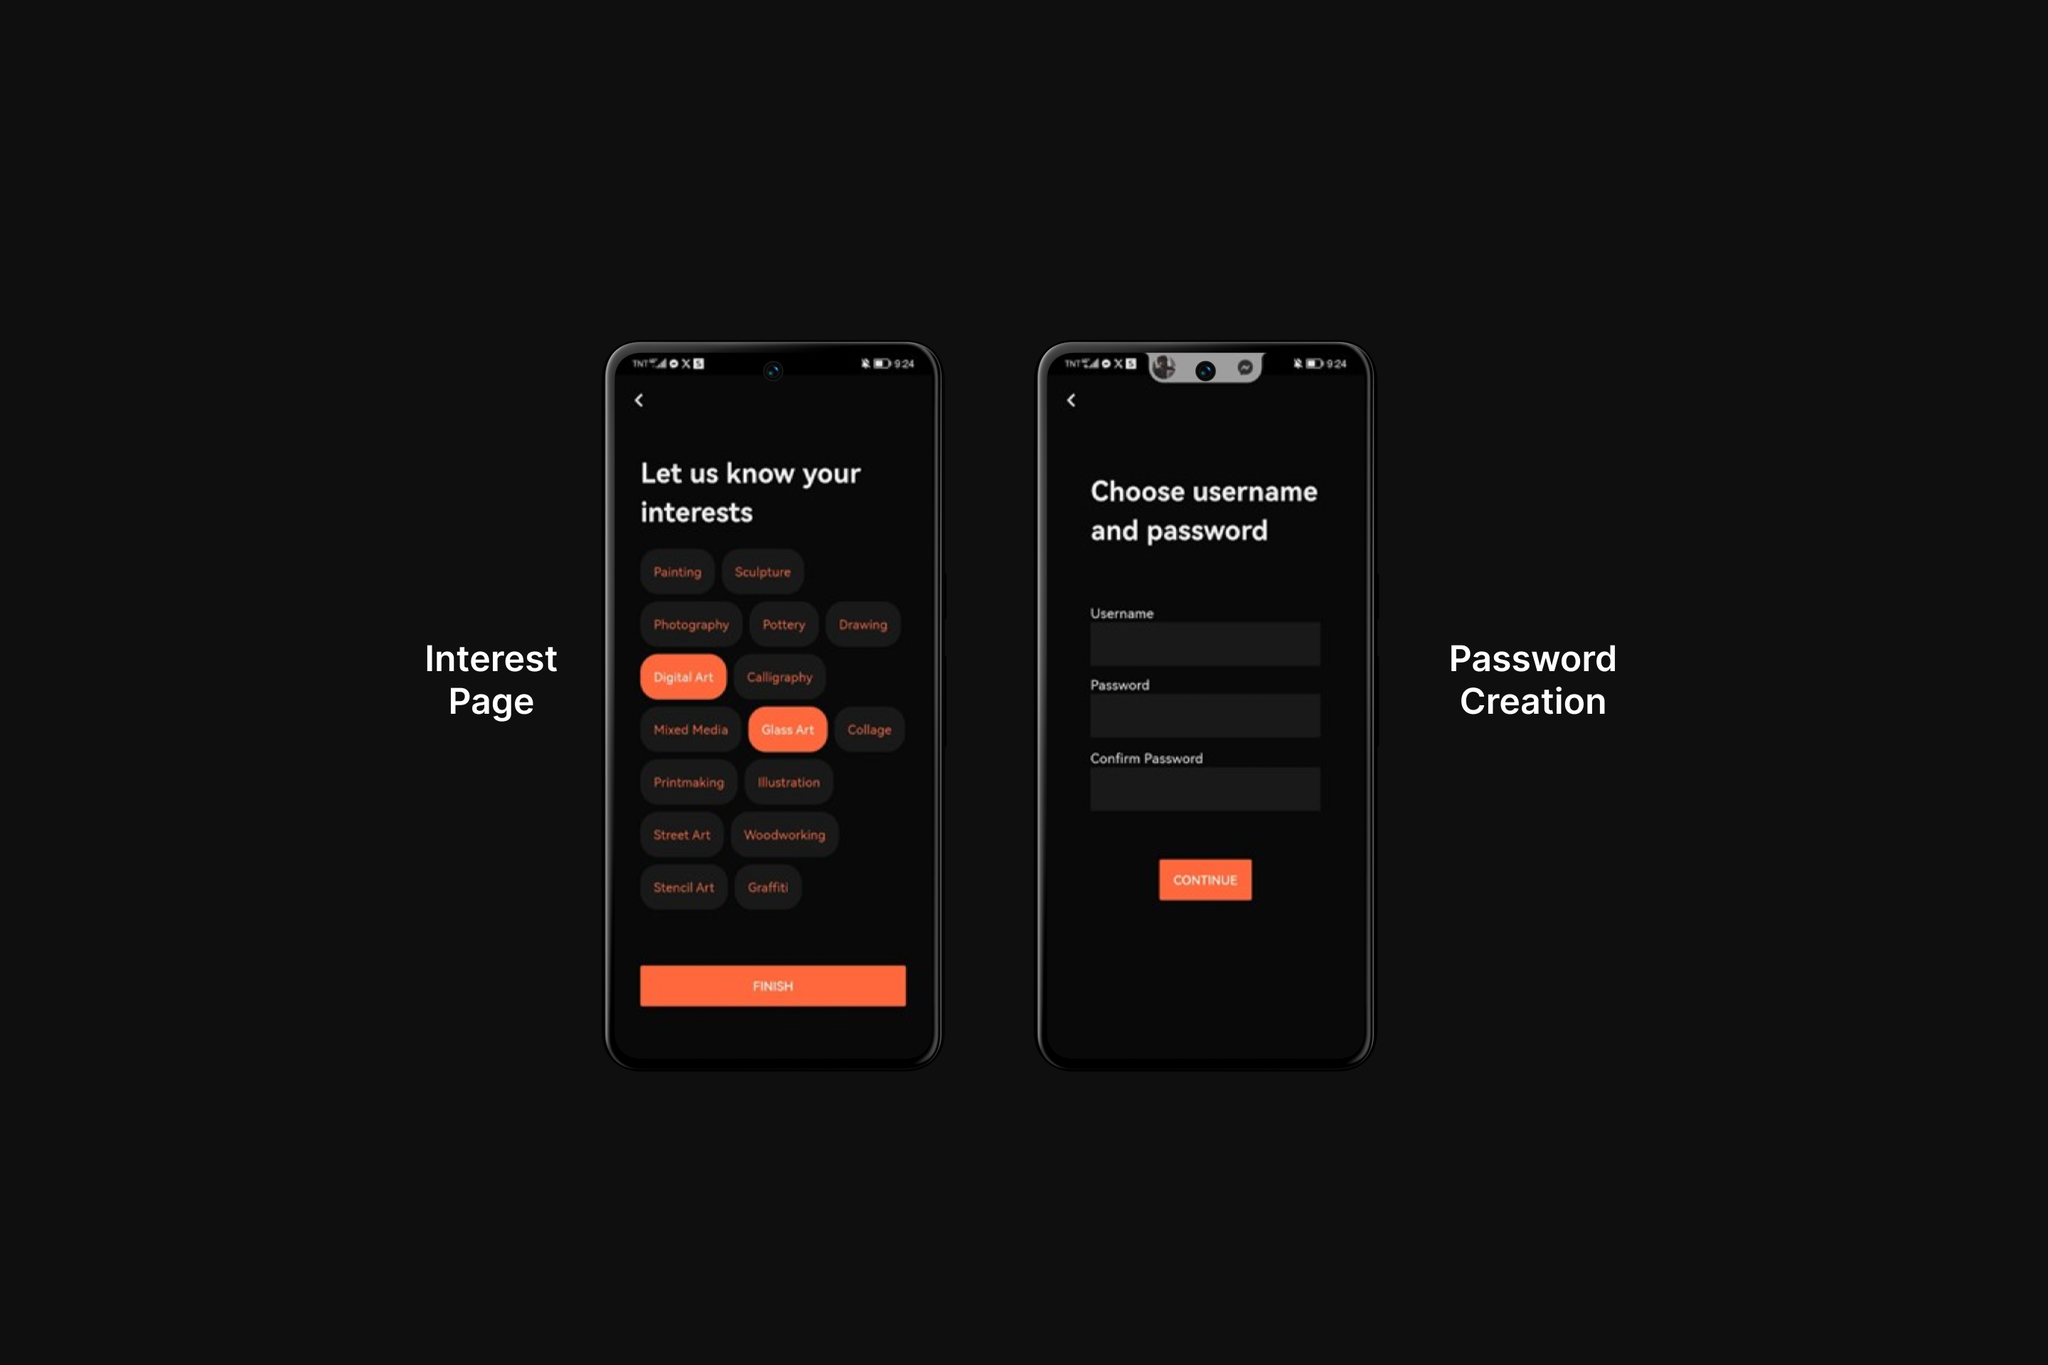 Interest
Page
TNT
9:24
Let us know your
interests
Painting
Sculpture
Photography
Pottery
Drawing
Digital Art
Calligraphy
Mixed Media
Glass Art
Collage
Printmaking
Illustration
Street Art
Woodworking
Stencil Art
Graffiti
FINISH
TNT
9:24
Choose username
and password
Username
Password
Confirm Password
CONTINUE
Password
Creation